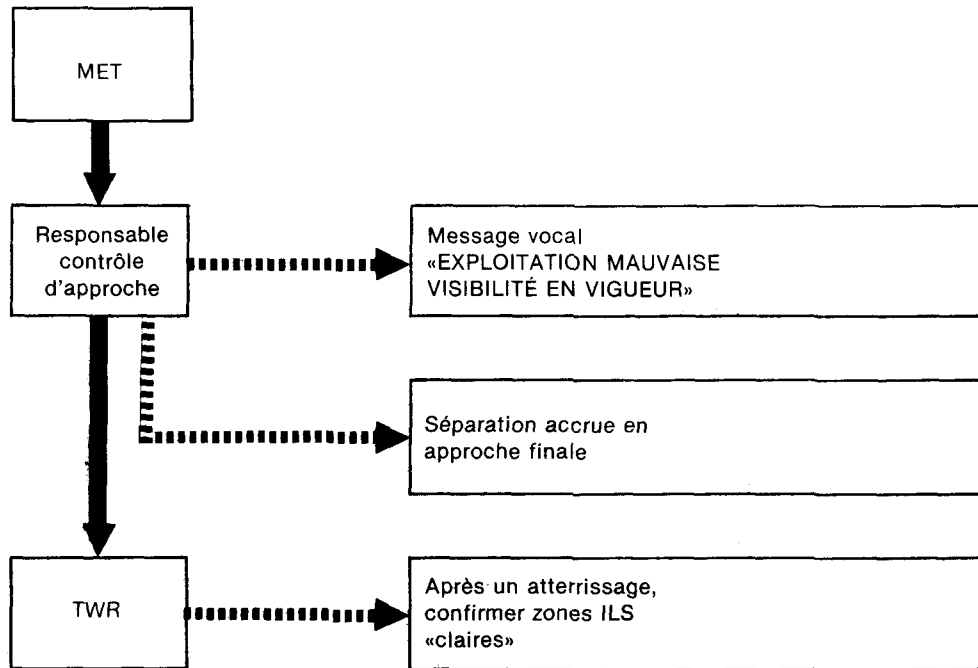 MET
Responsable
contrôle
d'approche
Message vocal
«EXPLOITATION MAUVAISE
VISIBILITÉ EN VIGUEUR»
Séparation accrue en
approche finale
TWR
Après un atterrissage,
confirmer zones ILS
«claires»